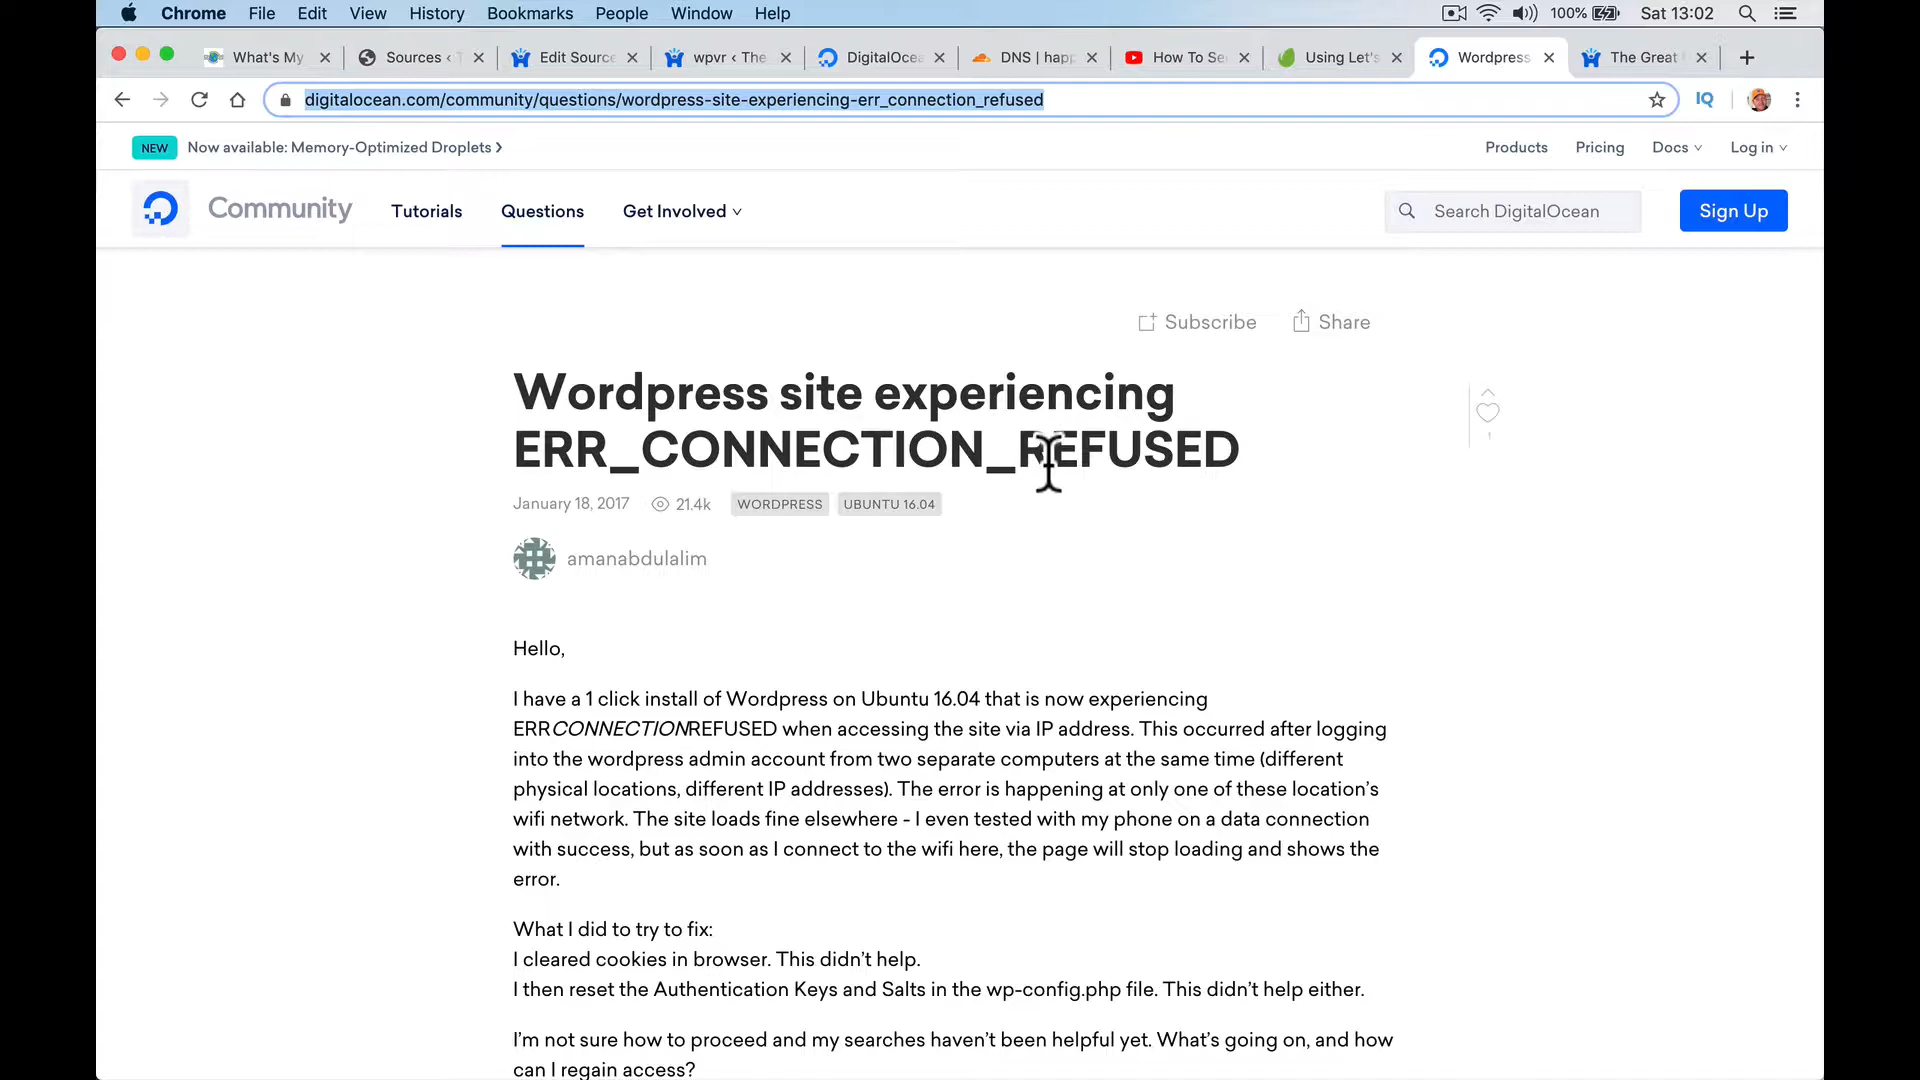 Chrome File Edit View History Bookmarks People Window Help 100% Sat 13:02
What's My Sources ‹ T Edit Source wpvr ‹ The DigitalOcea DNS | happ How To Se Using Let's Wordpress The Great
digitalocean.com/community/questions/wordpress-site-experiencing-err_connection_refused IQ
NEW Now available: Memory-Optimized Droplets Products Pricing Docs Log in
Community Tutorials Questions Get Involved Search DigitalOcean Sign Up
Subscribe Share
Wordpress site experiencing
ERR_CONNECTION_REFUSED
1
January 18, 2017 21.4k WORDPRESS UBUNTU 16.04
amanabdulalim
Hello,
I have a 1 click install of Wordpress on Ubuntu 16.04 that is now experiencing
ERRCONNECTIONREFUSED when accessing the site via IP address. This occurred after logging
into the wordpress admin account from two separate computers at the same time (different
physical locations, different IP addresses). The error is happening at only one of these location's
wifi network. The site loads fine elsewhere - I even tested with my phone on a data connection
with success, but as soon as I connect to the wifi here, the page will stop loading and shows the
error.
What I did to try to fix:
I cleared cookies in browser. This didn't help.
I then reset the Authentication Keys and Salts in the wp-config.php file. This didn't help either.
I'm not sure how to proceed and my searches haven't been helpful yet. What's going on, and how
can I regain access?